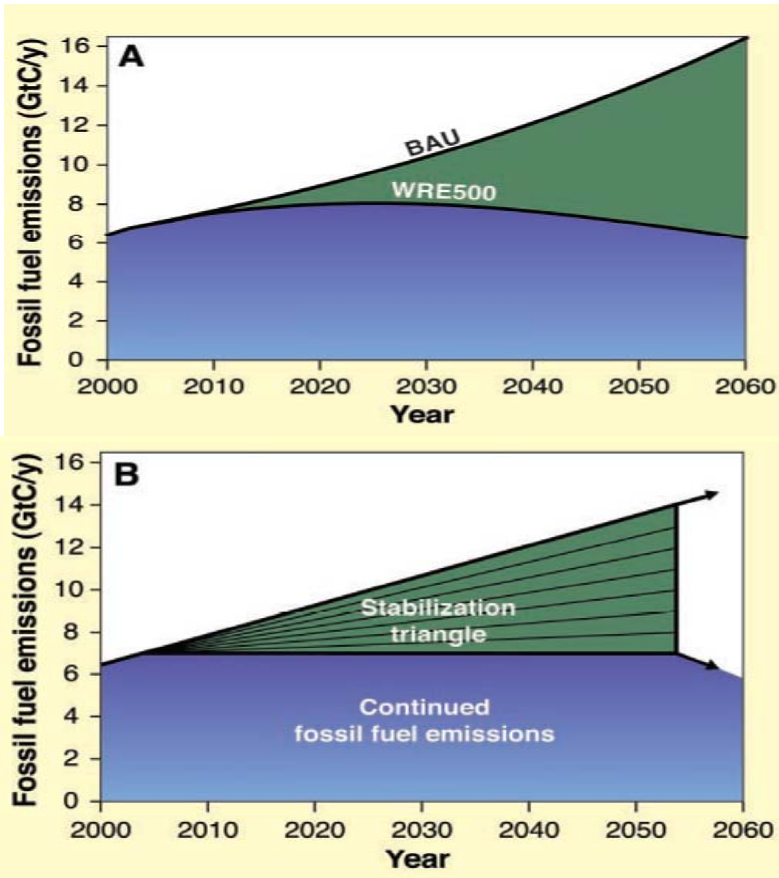 A
Fossil fuel emissions (GtC/y)
16
14
12
10
8
6
4
2
0
BAU
WRE500
2000 2010 2020 2030 2040 2050 2060
Year
B
Fossil fuel emissions (GtC/y)
16
14
12
10
8
6
4
2
0
Stabilization
triangle
Continued
fossil fuel emissions
2000 2010 2020 2030 2040 2050 2060
Year